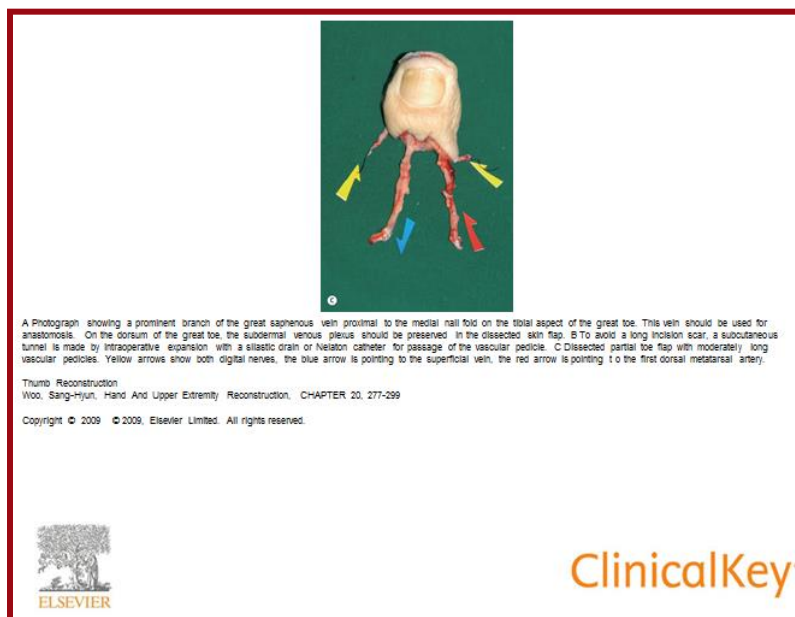 C
A Photograph showing a prominent branch of the great saphenous vein proximal to the medial nail fold on the tibial aspect of the great toe. This vein should be used for
anastomosis. On the dorsum of the great toe, the subdermal venous plexus should be preserved in the dissected skin flap. B To avoid a long incision scar, a subcutaneous
tunnel is made by intraoperative expansion with a silastic drain or Nelaton catheter for passage of the vascular pedicle. C Dissected partial toe flap with moderately long
vascular pedicles. Yellow arrows show both digital nerves, the blue arrow is pointing to the superficial vein, the red arrow is pointing t o the first dorsal metatarsal artery.
Thumb Reconstruction
Woo, Sang-Hyun, Hand And Upper Extremity Reconstruction, CHAPTER 20, 277-299
Copyright © 2009 © 2009, Elsevier Limited. All rights reserved.
ELSEVIER
ClinicalKey